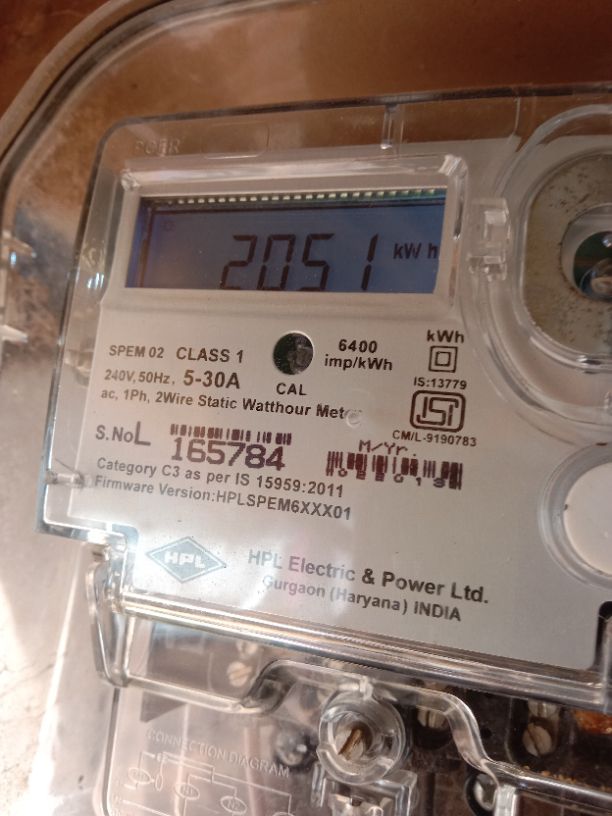 2051 kWh
SPEM 02 CLASS 1
6400
imp/kWh
kWh
240V, 50Hz, 5-30A
CAL
IS:13779
ac, 1Ph, 2Wire Static Watthour Meter
CM/L-9190783
S.No L 165784
M/Yr.
Category C3 as per IS 15959:2011
Firmware Version:HPLSPEM6XXX01
HPL
HPL Electric & Power Ltd.
Gurgaon (Haryana) INDIA
CONNECTION DIAGRAM